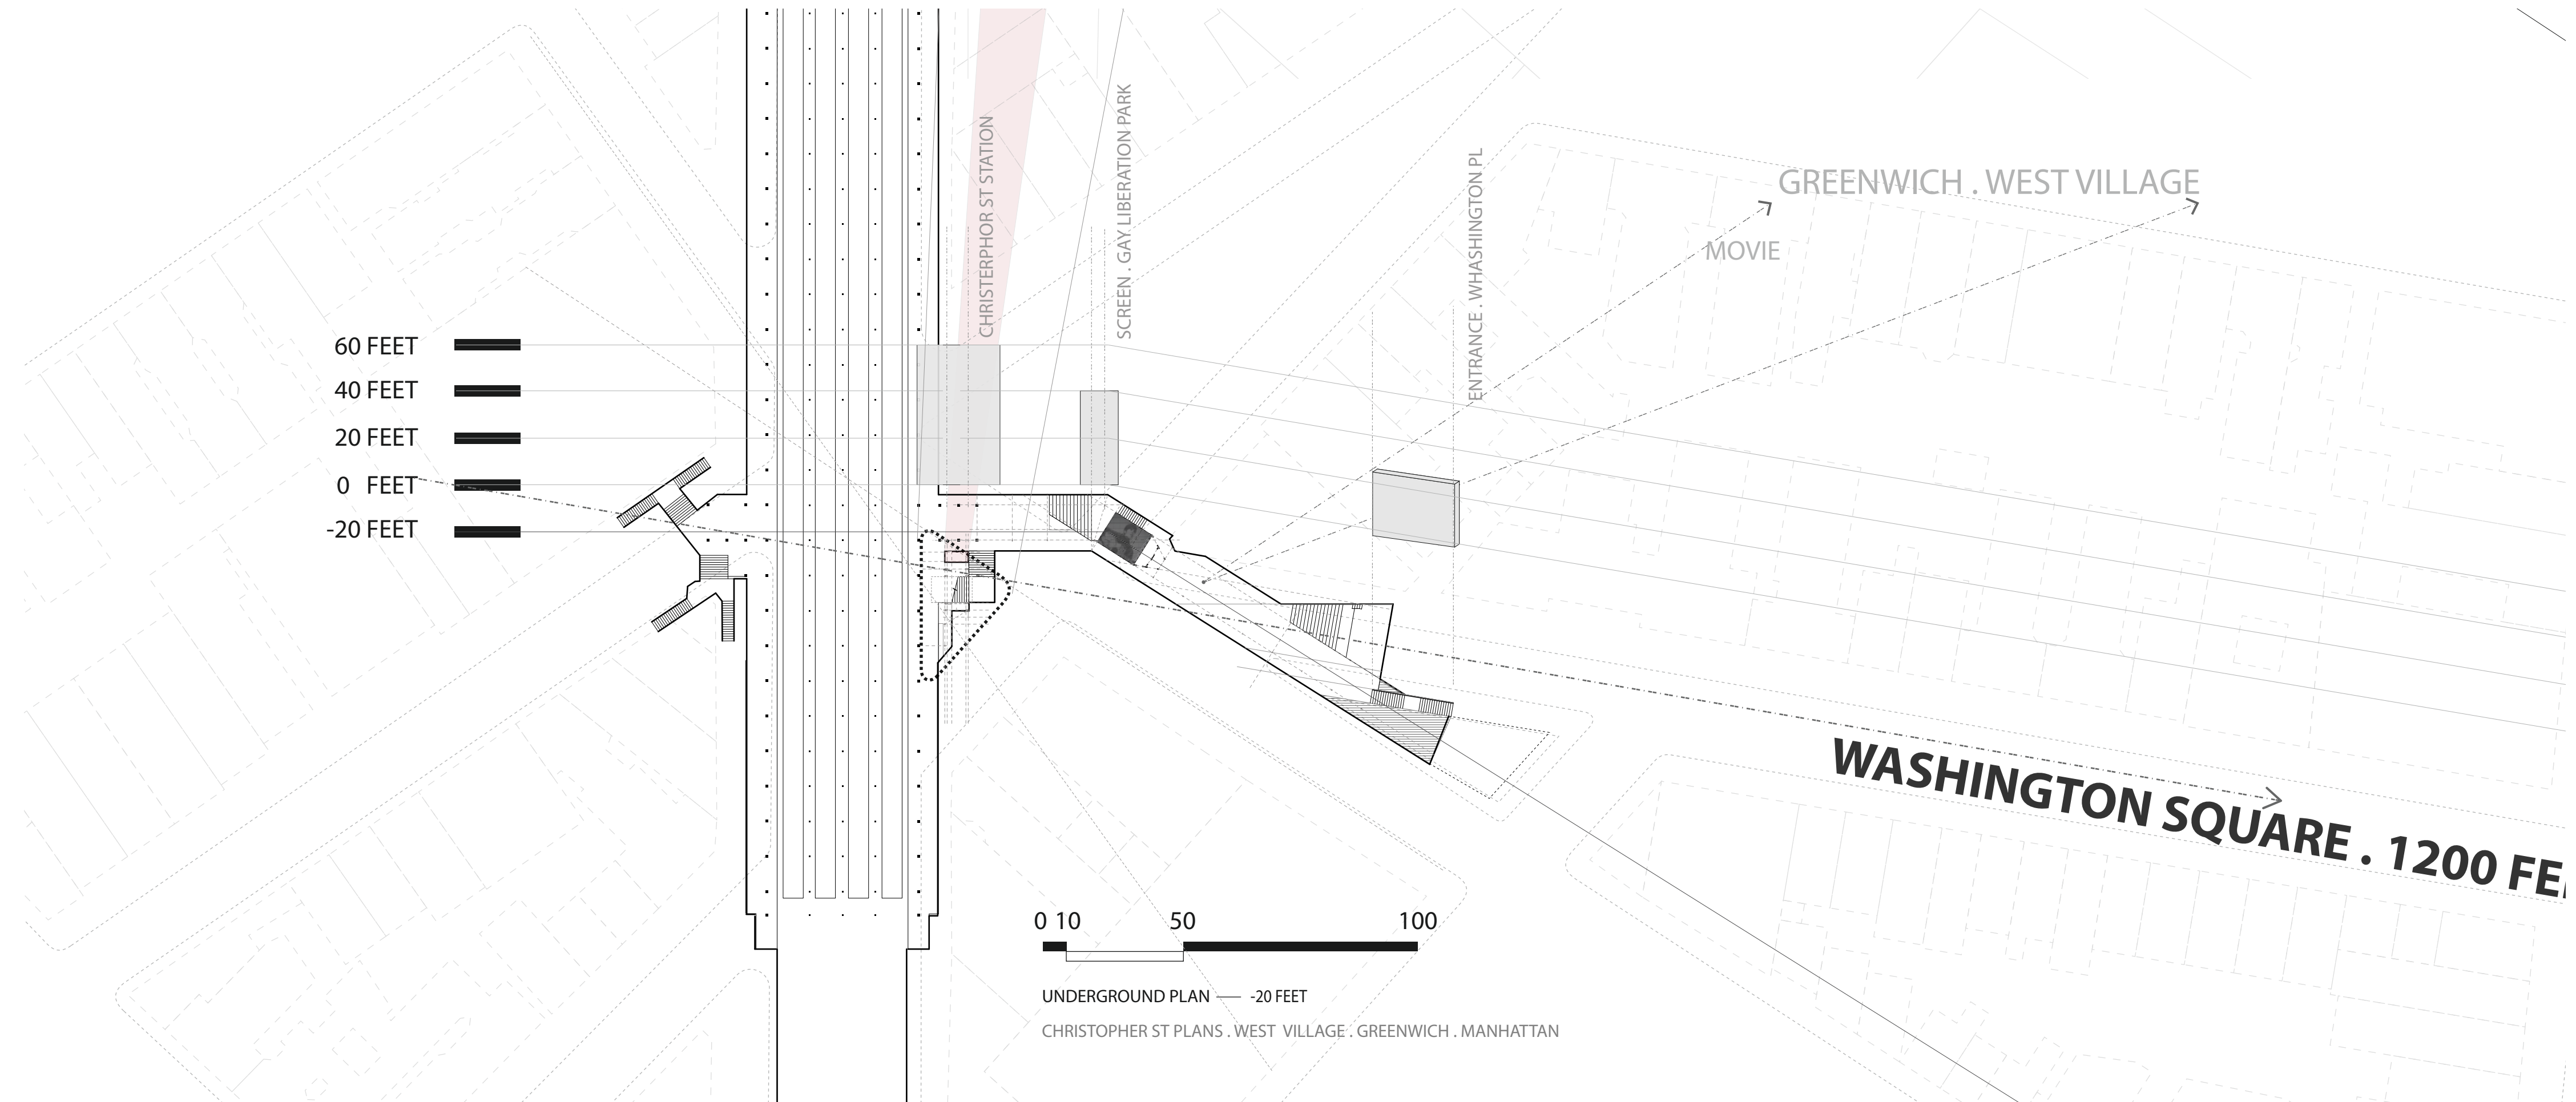 CHRISTERPHOR ST STATION
SCREEN . GAY LIBERATION PARK
ENTRANCE . WHASHINGTON PL
GREENWICH . WEST VILLAGE
MOVIE
60 FEET
40 FEET
20 FEET
0 FEET
-20 FEET
WASHINGTON SQUARE . 1200 FE
0 10 50 100
UNDERGROUND PLAN — -20 FEET
CHRISTOPHER ST PLANS . WEST VILLAGE . GREENWICH . MANHATTAN